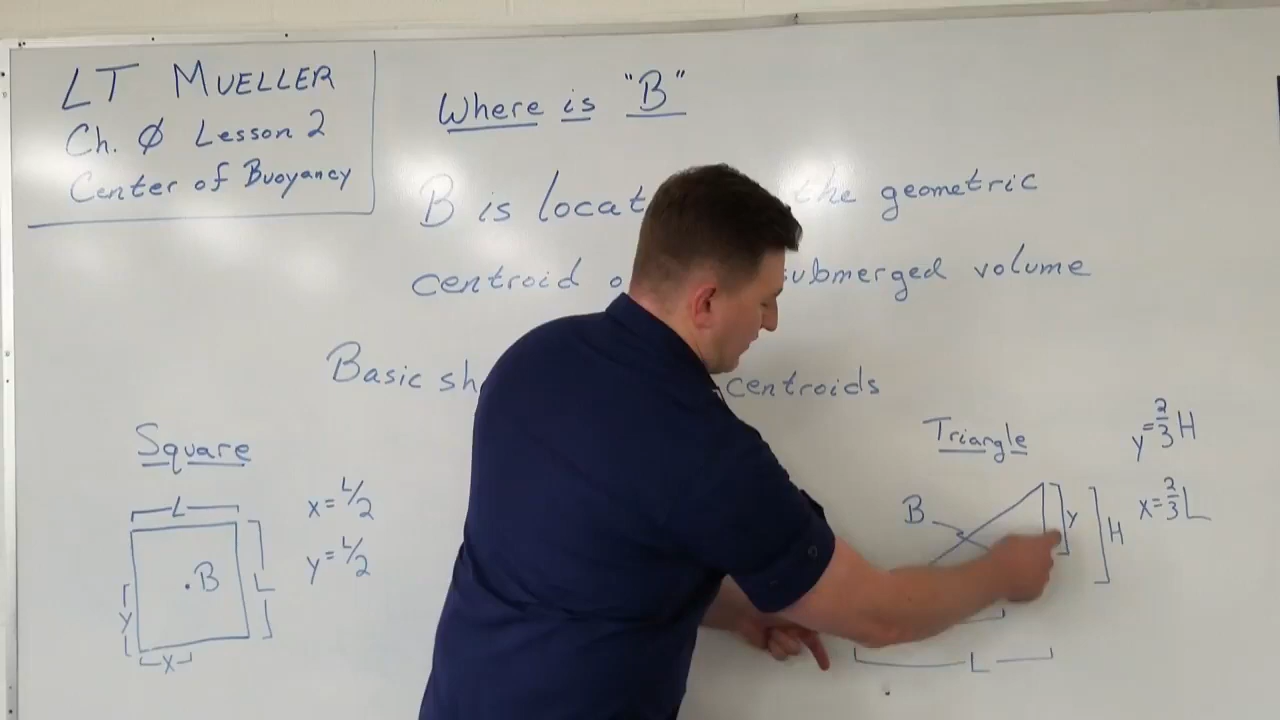 LT MUELLER
Ch. Ø Lesson 2
Center of Buoyancy
Where is "B"
B is locat the geometric
centroid o submerged volume
Basic sh centroids
Square
L
x = L/2
y = L/2
.B
L
y
x
Triangle
y = 2/3 H
x = 2/3 L
B
y
H
L